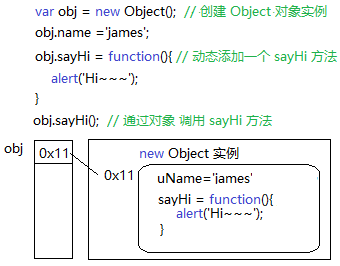 var obj = new Object(); // 创建 Object 对象实例
obj.name ='james';
obj.sayHi = function(){ // 动态添加一个 sayHi 方法
alert('Hi~~~');
}
obj.sayHi(); // 通过对象 调用 sayHi 方法
obj
0x11
new Object 实例
0x11
uName='james'
sayHi = function(){
alert('Hi~~~');
}